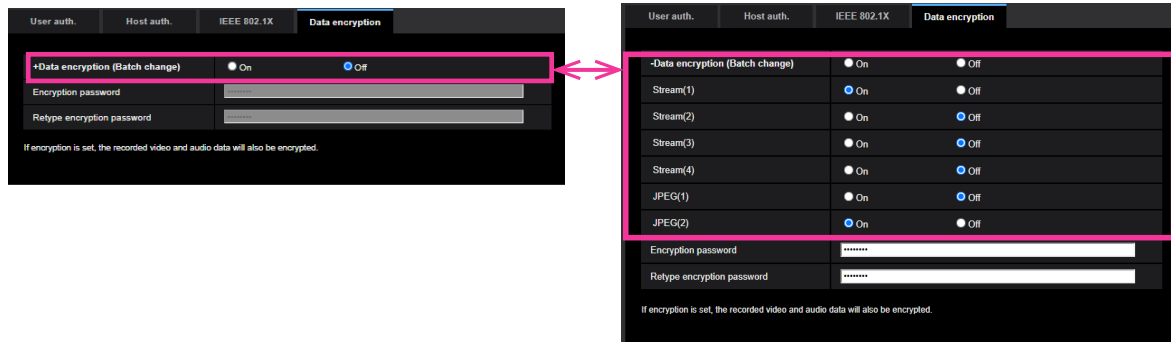 User auth. Host auth. IEEE 802.1X Data encryption
+Data encryption (Batch change) On Off
Encryption password ••••••••
Retype encryption password ••••••••
If encryption is set, the recorded video and audio data will also be encrypted.
User auth. Host auth. IEEE 802.1X Data encryption
-Data encryption (Batch change) On Off
Stream(1) On Off
Stream(2) On Off
Stream(3) On Off
Stream(4) On Off
JPEG(1) On Off
JPEG(2) On Off
Encryption password ••••••••
Retype encryption password ••••••••
If encryption is set, the recorded video and audio data will also be encrypted.